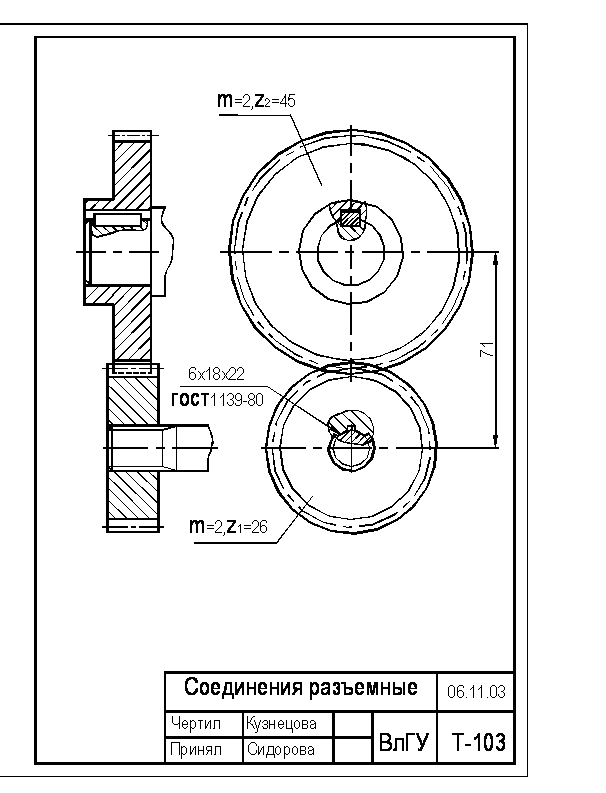 m=2,z2=45
71
6x18x22
гост1139-80
m=2,z1=26
Соединения разъемные
06.11.03
Чертил Кузнецова
Принял Сидорова
ВлГУ
Т-103